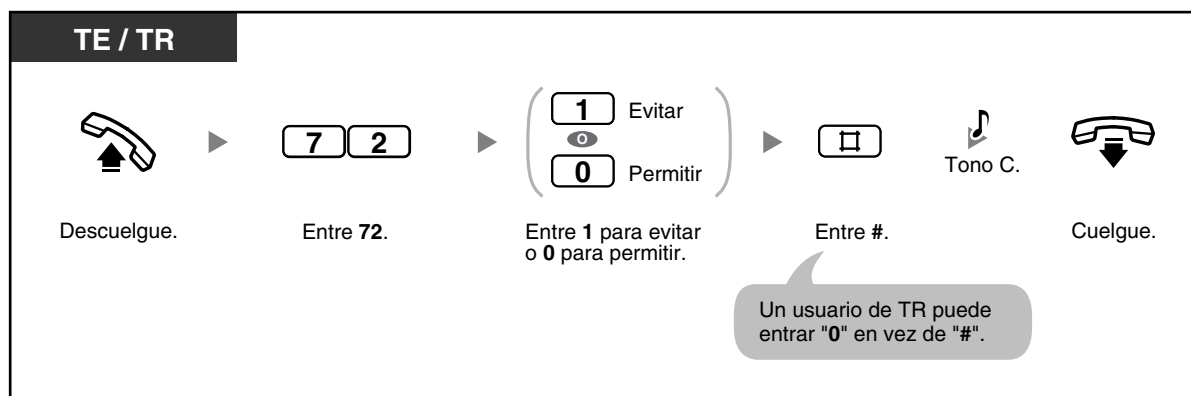 TE / TR
7 2
1 Evitar
o
0 Permitir
#
Tono C.
Descuelgue.
Entre 72.
Entre 1 para evitar
o 0 para permitir.
Entre #.
Cuelgue.
Un usuario de TR puede
entrar "0" en vez de "#".